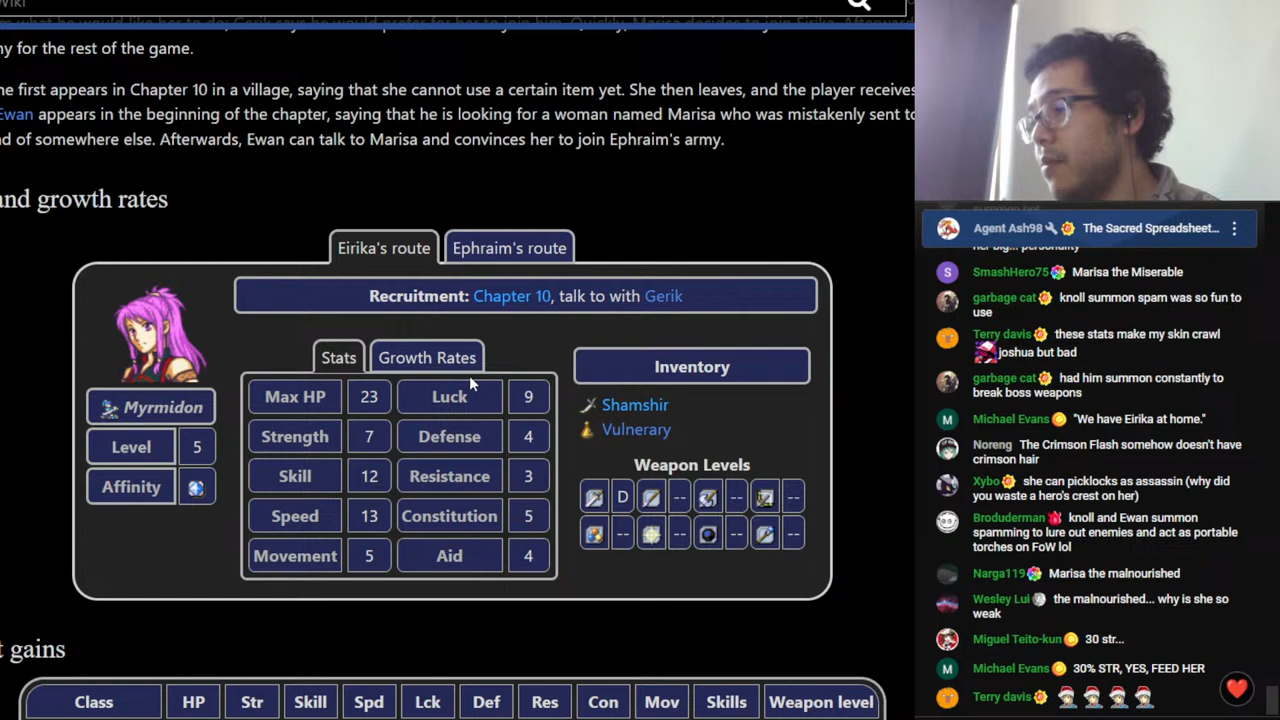 Wiki
ny for the rest of the game.
ne first appears in Chapter 10 in a village, saying that she cannot use a certain item yet. She then leaves, and the player receives
Ewan appears in the beginning of the chapter, saying that he is looking for a woman named Marisa who was mistakenly sent to
d of somewhere else. Afterwards, Ewan can talk to Marisa and convinces her to join Ephraim's army.
and growth rates
Eirika's route Ephraim's route
Recruitment: Chapter 10, talk to with Gerik
Stats Growth Rates
Inventory
Max HP 23 Luck 9
Shamshir
Myrmidon
Vulnerary
Strength 7 Defense 4
Level 5
Weapon Levels
Skill 12 Resistance 3
Affinity
D -- -- --
Speed 13 Constitution 5
-- -- -- --
Movement 5 Aid 4
t gains
Class HP Str Skill Spd Lck Def Res Con Mov Skills Weapon level
Agent Ash98 The Sacred Spreadsheet...
her big... personality
SmashHero75 Marisa the Miserable
garbage cat knoll summon spam was so fun to
use
Terry davis these stats make my skin crawl
joshua but bad
garbage cat had him summon constantly to
break boss weapons
Michael Evans "We have Eirika at home."
Noreng The Crimson Flash somehow doesn't have
crimson hair
Xybo she can picklocks as assassin (why did
you waste a hero's crest on her)
Broduderman knoll and Ewan summon
spamming to lure out enemies and act as portable
torches on FoW lol
Narga119 Marisa the malnourished
Wesley Lui the malnourished... why is she so
weak
Miguel Teito-kun 30 str...
Michael Evans 30% STR, YES, FEED HER
Terry davis